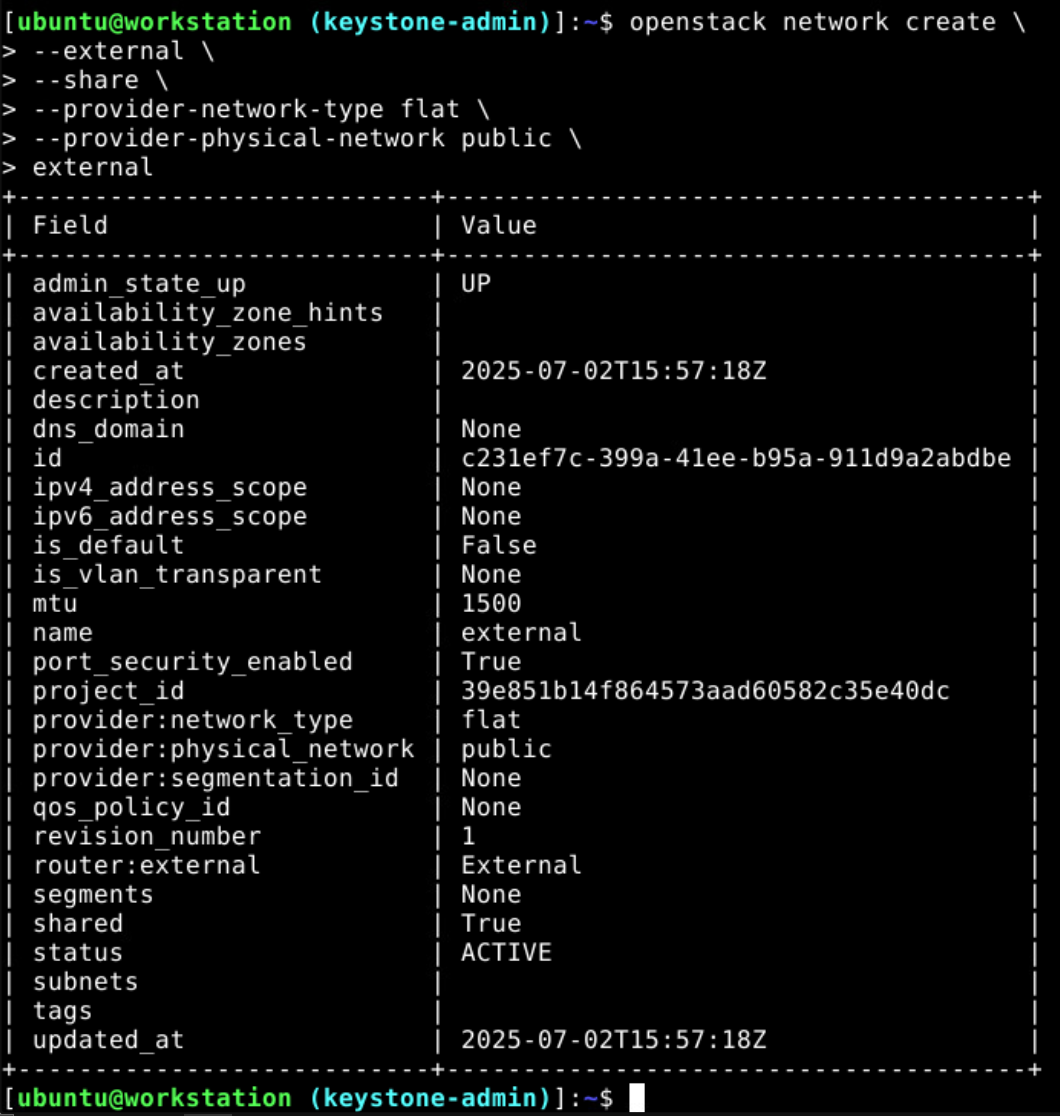 [ubuntu@workstation (keystone-admin)]:~$ openstack network create \
> --external \
> --share \
> --provider-network-type flat \
> --provider-physical-network public \
> external
+---------------------------+--------------------------------------+
| Field                     | Value                                |
+---------------------------+--------------------------------------+
| admin_state_up            | UP                                   |
| availability_zone_hints   |                                      |
| availability_zones        |                                      |
| created_at                | 2025-07-02T15:57:18Z                 |
| description               |                                      |
| dns_domain                | None                                 |
| id                        | c231ef7c-399a-41ee-b95a-911d9a2abdbe |
| ipv4_address_scope        | None                                 |
| ipv6_address_scope        | None                                 |
| is_default                | False                                |
| is_vlan_transparent       | None                                 |
| mtu                       | 1500                                 |
| name                      | external                             |
| port_security_enabled     | True                                 |
| project_id                | 39e851b14f864573aad60582c35e40dc     |
| provider:network_type     | flat                                 |
| provider:physical_network | public                               |
| provider:segmentation_id  | None                                 |
| qos_policy_id             | None                                 |
| revision_number           | 1                                    |
| router:external           | External                             |
| segments                  | None                                 |
| shared                    | True                                 |
| status                    | ACTIVE                               |
| subnets                   |                                      |
| tags                      |                                      |
| updated_at                | 2025-07-02T15:57:18Z                 |
+---------------------------+--------------------------------------+
[ubuntu@workstation (keystone-admin)]:~$